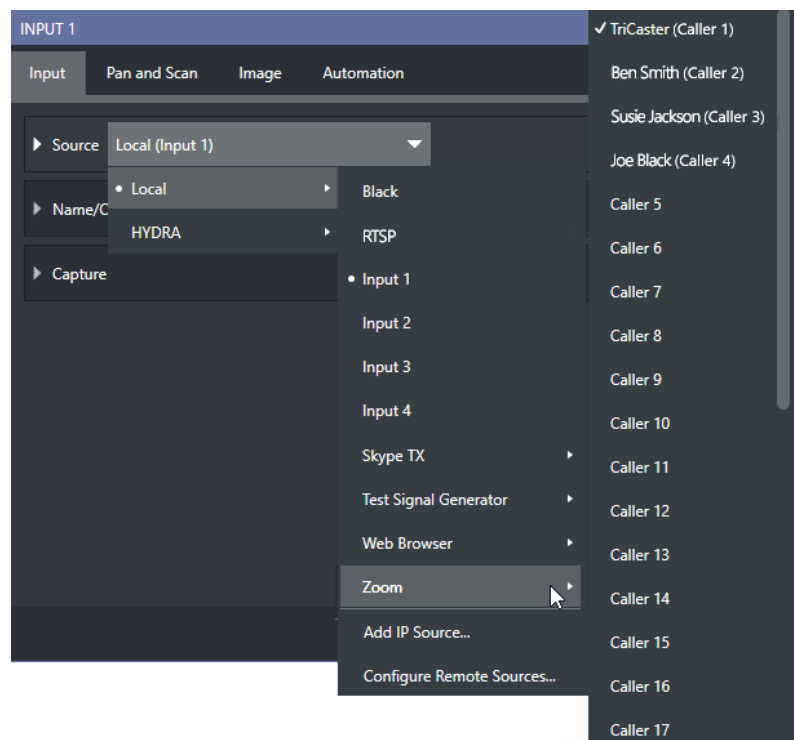 INPUT 1
Input Pan and Scan Image Automation
Source Local (Input 1)
Name/C
Capture
Local
HYDRA
Black
RTSP
Input 1
Input 2
Input 3
Input 4
Skype TX
Test Signal Generator
Web Browser
Zoom
Add IP Source...
Configure Remote Sources...
TriCaster (Caller 1)
Ben Smith (Caller 2)
Susie Jackson (Caller 3)
Joe Black (Caller 4)
Caller 5
Caller 6
Caller 7
Caller 8
Caller 9
Caller 10
Caller 11
Caller 12
Caller 13
Caller 14
Caller 15
Caller 16
Caller 17